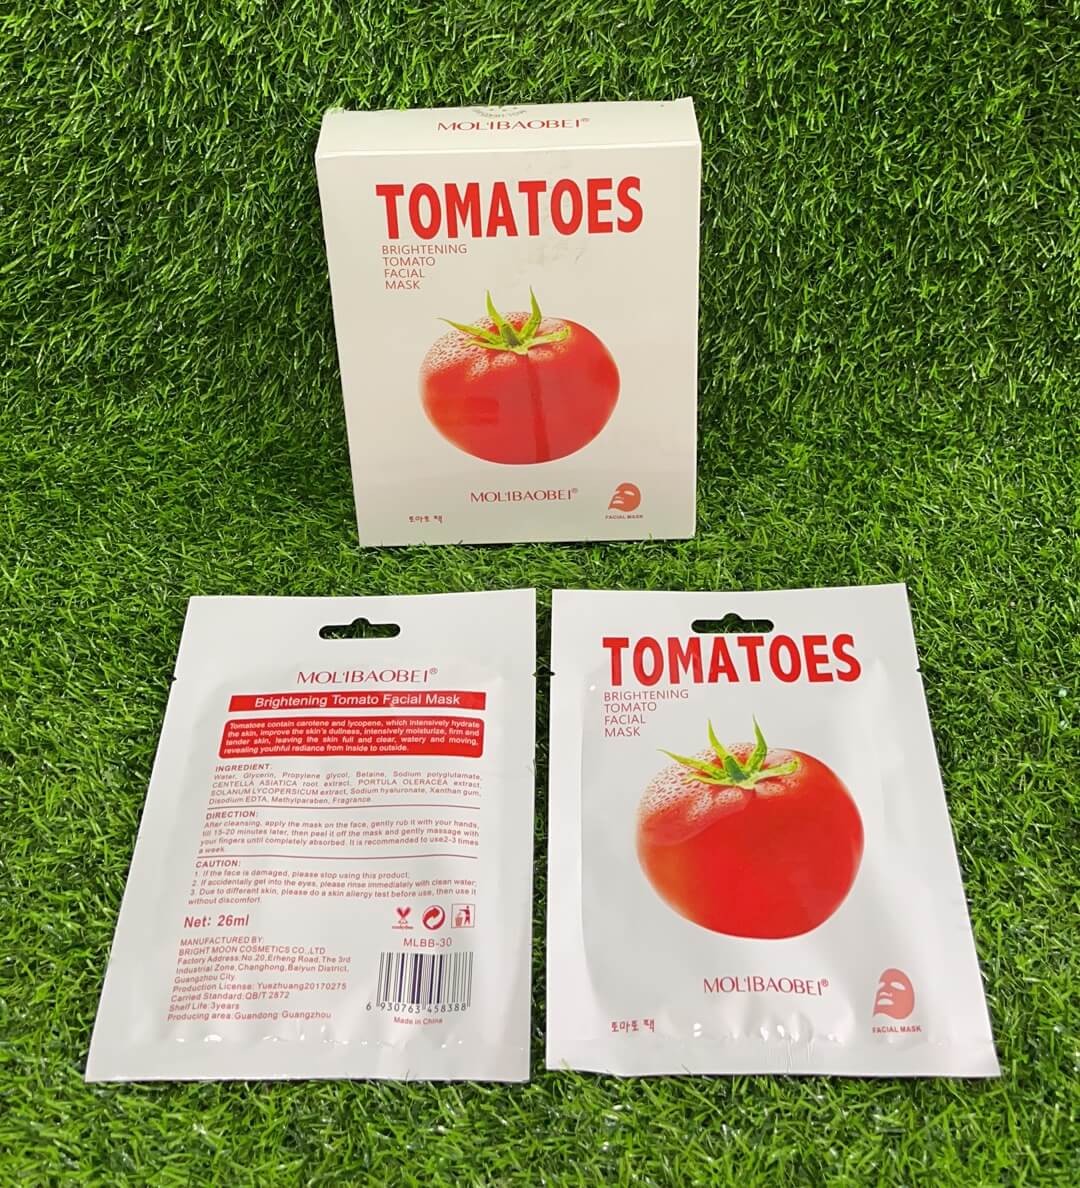 MOL'IBAOBEI®
TOMATOES
BRIGHTENING
TOMATO
FACIAL
MASK
MOL'IBAOBEI®
토마토 팩
FACIAL MASK
MOL'IBAOBEI®
Brightening Tomato Facial Mask
Tomatoes contain carotene and lycopene, which intensively hydrate
the skin, improve the skin's dullness, intensively moisturize, firm and
tender skin, leaving the skin full and clear, watery and moving,
revealing youthful radiance from inside to outside.
INGREDIENT:
Water, Glycerin, Propylene glycol, Betaine, Sodium polyglutamate,
CENTELLA ASIATICA root extract, PORTULA OLERACEA extract,
SOLANUM LYCOPERSICUM extract, Sodium hyaluronate, Xanthan gum,
Disodium EDTA, Methylparaben, Fragrance
DIRECTION:
After cleansing, apply the mask on the face, gently rub it with your hands,
till 15-20 minutes later, then peel it off the mask and gently massage with
your fingers until completely absorbed. It is recommended to use2-3 times
a week
CAUTION:
1. If the face is damaged, please stop using this product;
2. If accidentally get into the eyes, please rinse immediately with clean water;
3. Due to different skin, please do a skin allergy test before use, then use it
without discomfort.
Net: 26ml
MANUFACTURED BY:
BRIGHT MOON COSMETICS CO.,LTD
Factory Address:No.20,Erheng Road,The 3rd
Industrial Zone,Changhong,Baiyun District,
Guangzhou City
Production License: Yuezhuang20170275
Carried Standard:QB/T 2872
Shelf Life:3years
Producing area:Guandong·Guangzhou
MLBB-30
6 930763 458388
Made in China
TOMATOES
BRIGHTENING
TOMATO
FACIAL
MASK
MOL'IBAOBEI®
토마토 팩
FACIAL MASK